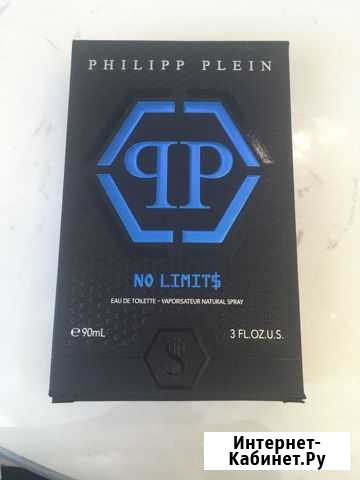 PHILIPP PLEIN
PP
NO LIMIT$
EAU DE TOILETTE - VAPORISATEUR NATURAL SPRAY
℮ 90mL
3 FL.OZ.U.S.
$
Интернет-
Кабинет.Ру